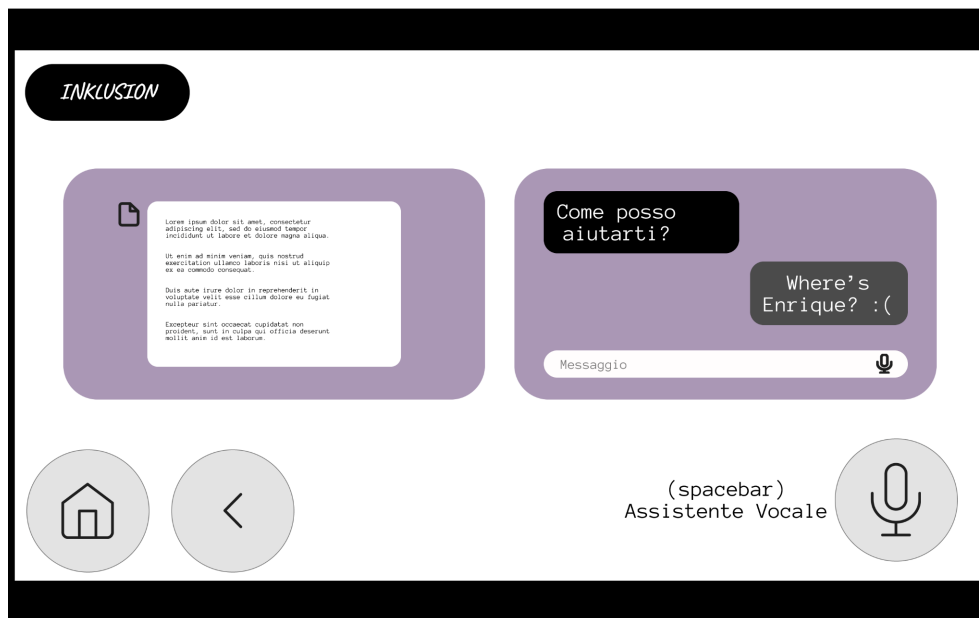 INKLUSION
Lorem ipsum dolor sit amet, consectetur
adipiscing elit, sed do eiusmod tempor
incididunt ut labore et dolore magna aliqua.
Ut enim ad minim veniam, quis nostrud
exercitation ullamco laboris nisi ut aliquip
ex ea commodo consequat.
Duis aute irure dolor in reprehenderit in
voluptate velit esse cillum dolore eu fugiat
nulla pariatur.
Excepteur sint occaecat cupidatat non
proident, sunt in culpa qui officia deserunt
mollit anim id est laborum.
Come posso
aiutarti?
Where’s
Enrique? :(
Messaggio
(spacebar)
Assistente Vocale